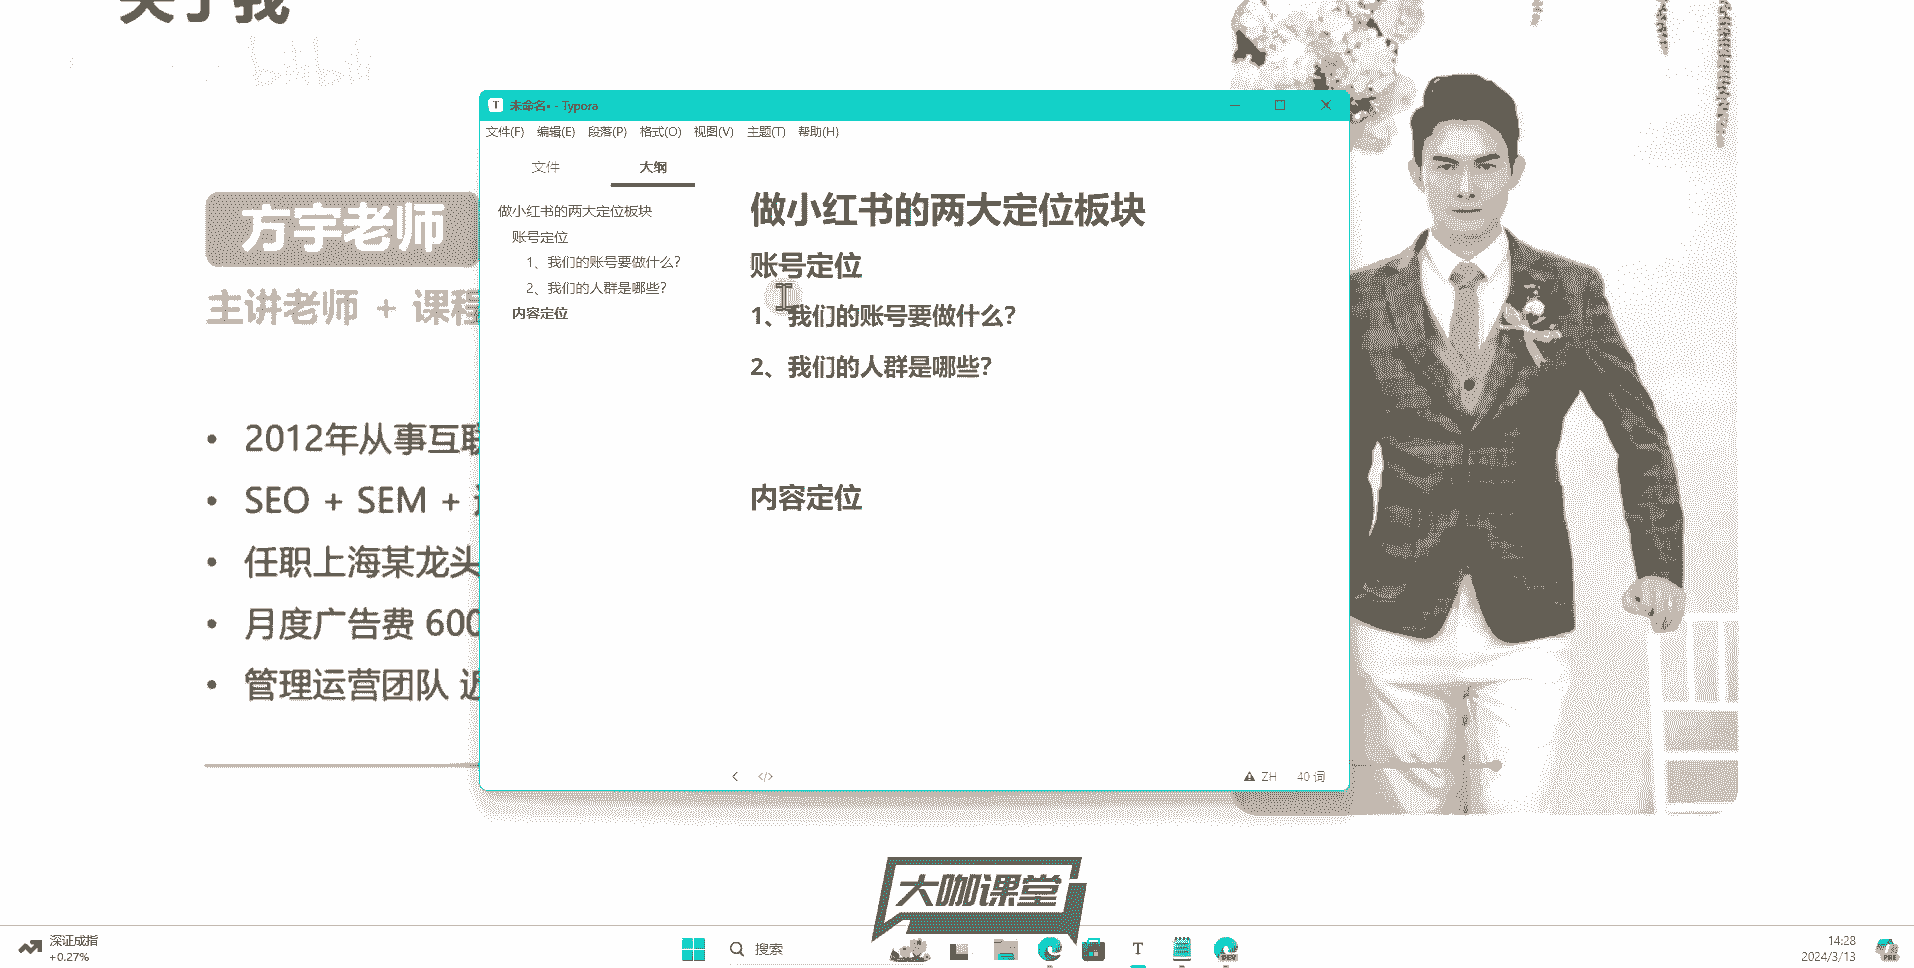 关于我
bilibili
方宇老师
主讲老师 + 课程
2012年从事互联
SEO + SEM +
任职上海某龙头
月度广告费 600
管理运营团队 近
未命名• - Typora
文件(F) 编辑(E) 段落(P) 格式(O) 视图(V) 主题(T) 帮助(H)
文件 大纲
做小红书的两大定位板块
账号定位
1、我们的账号要做什么?
2、我们的人群是哪些?
内容定位
做小红书的两大定位板块
账号定位
1、我们的账号要做什么?
2、我们的人群是哪些?
内容定位
ZH 40 词
大咖课堂
深证成指
+0.27%
搜索
DEV
14:28
2024/3/13
PRE